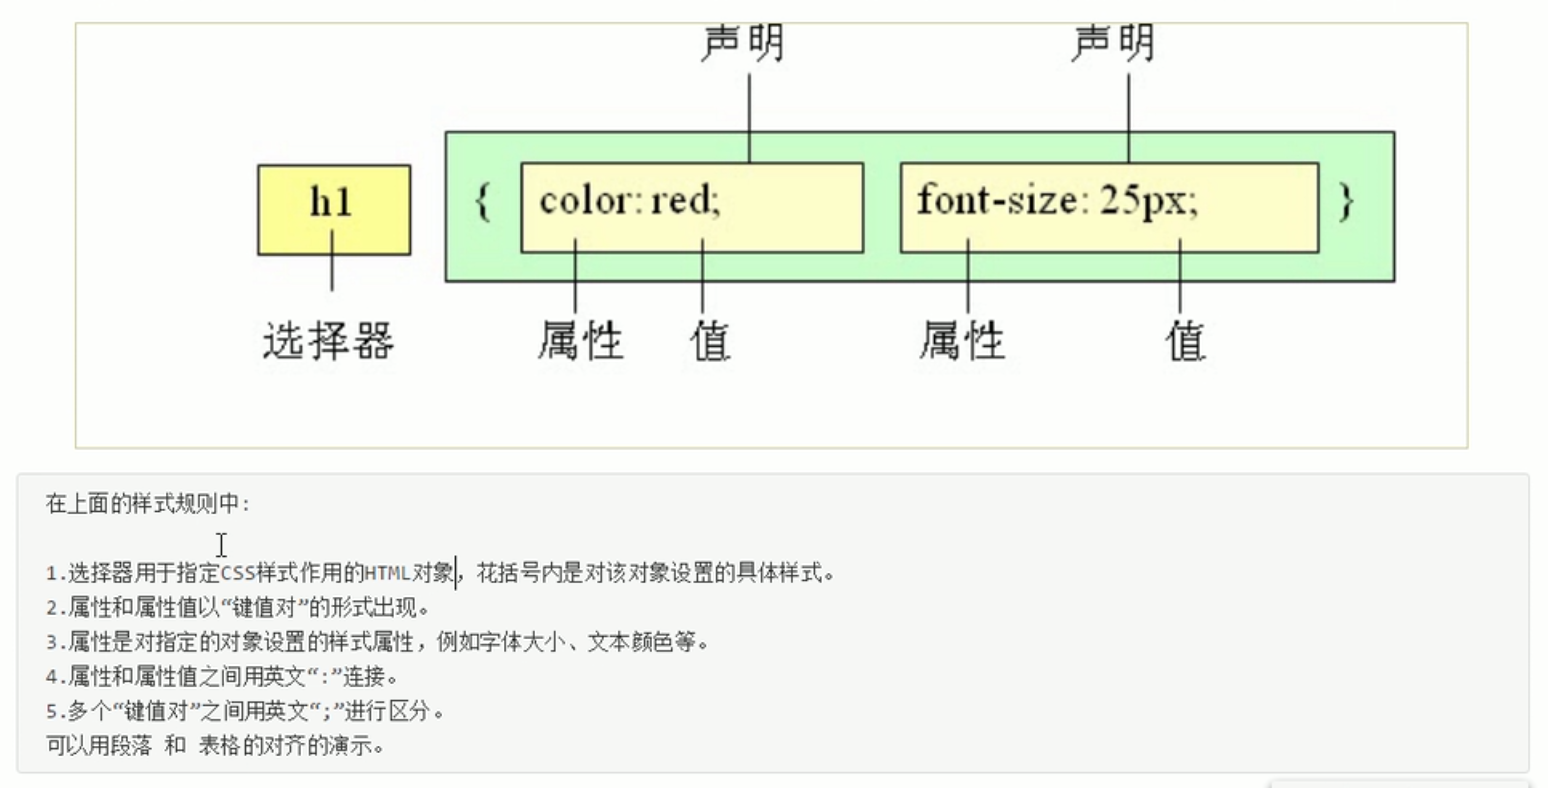 声明 声明
h1 { color: red; font-size: 25px; }
选择器 属性 值 属性 值
在上面的样式规则中:
1.选择器用于指定CSS样式作用的HTML对象，花括号内是对该对象设置的具体样式。
2.属性和属性值以“键值对”的形式出现。
3.属性是对指定的对象设置的样式属性，例如字体大小、文本颜色等。
4.属性和属性值之间用英文“:”连接。
5.多个“键值对”之间用英文“;”进行区分。
可以用段落 和 表格的对齐的演示。